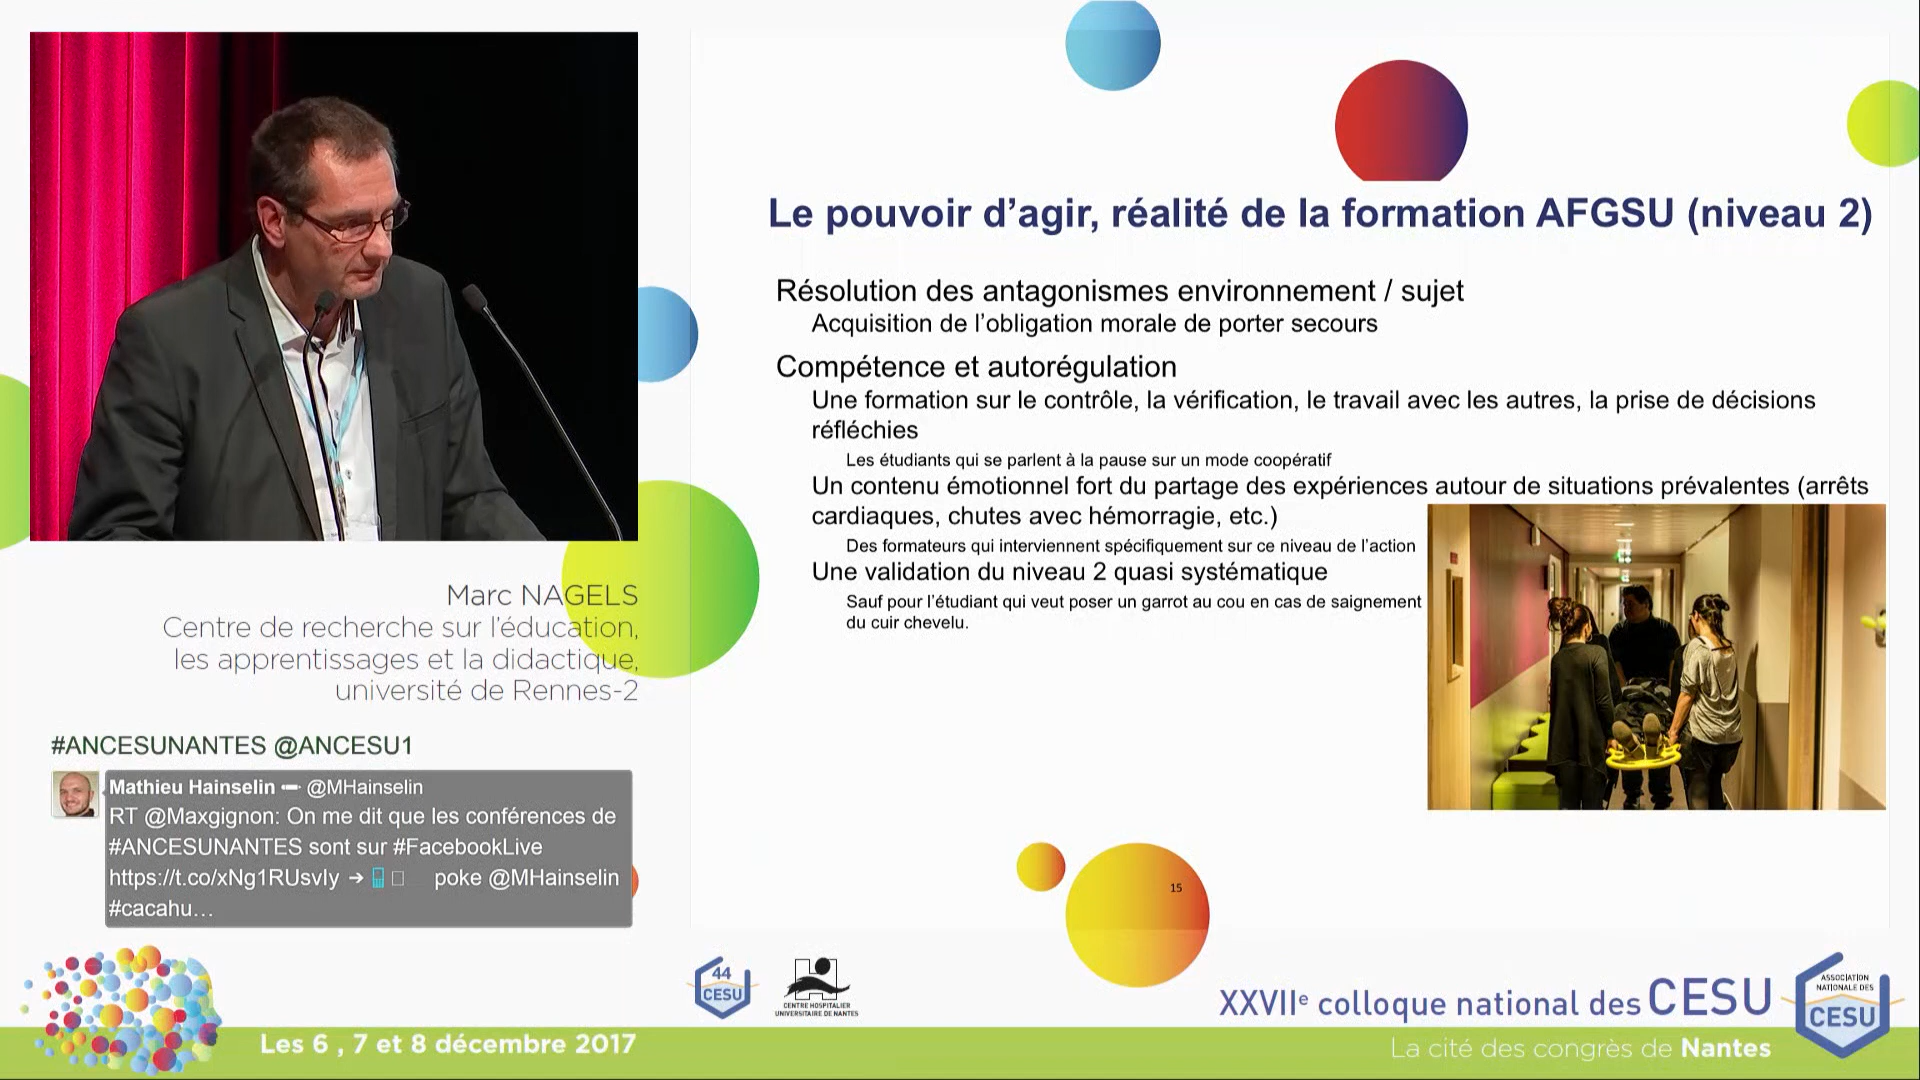 Le pouvoir d'agir, réalité de la formation AFGSU (niveau 2)
Résolution des antagonismes environnement / sujet
Acquisition de l'obligation morale de porter secours
Compétence et autorégulation
Une formation sur le contrôle, la vérification, le travail avec les autres, la prise de décisions
réfléchies
Les étudiants qui se parlent à la pause sur un mode coopératif
Un contenu émotionnel fort du partage des expériences autour de situations prévalentes (arrêts
cardiaques, chutes avec hémorragie, etc.)
Des formateurs qui interviennent spécifiquement sur ce niveau de l'action
Une validation du niveau 2 quasi systématique
Sauf pour l'étudiant qui veut poser un garrot au cou en cas de saignement
du cuir chevelu.
15
Marc NAGELS
Centre de recherche sur l'éducation,
les apprentissages et la didactique,
université de Rennes-2
#ANCESUNANTES @ANCESU1
Mathieu Hainselin @MHainselin
RT @Maxgignon: On me dit que les conférences de
#ANCESUNANTES sont sur #FacebookLive
https://t.co/xNg1RUsvIy → poke @MHainselin
#cacahu…
44
CESU
CENTRE HOSPITALIER
UNIVERSITAIRE DE NANTES
XXVIIe colloque national des CESU
La cité des congrès de Nantes
ASSOCIATION
NATIONALE DES
CESU
Les 6 , 7 et 8 décembre 2017